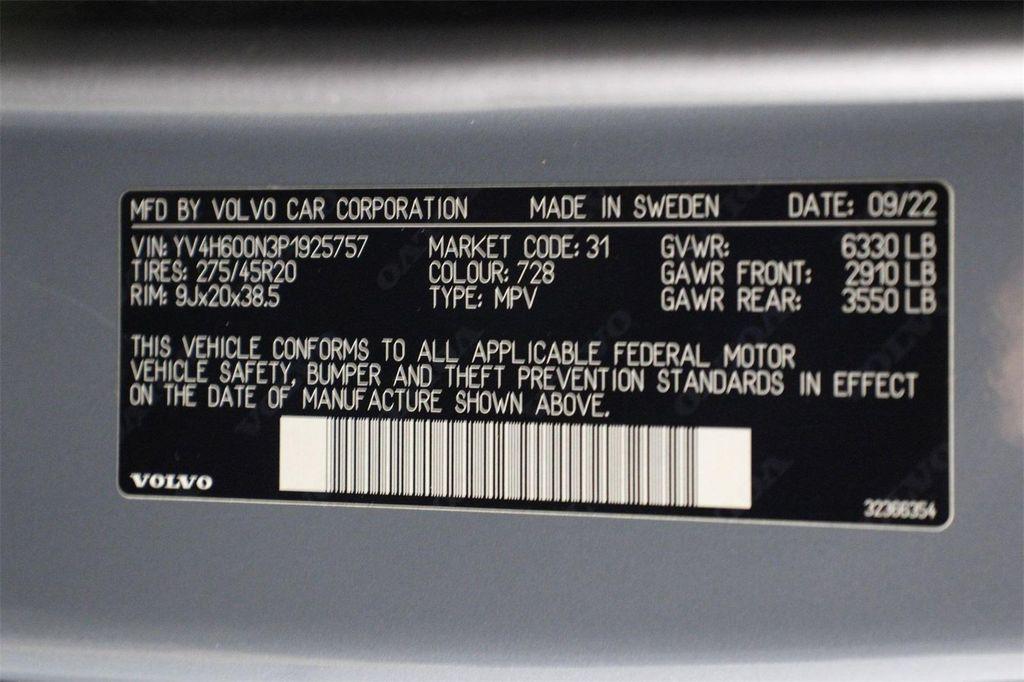 MFD BY VOLVO CAR CORPORATION MADE IN SWEDEN DATE: 09/22
VIN: YV4H600N3P1925757 MARKET CODE: 31 GVWR: 6330 LB
TIRES: 275/45R20 COLOUR: 728 GAWR FRONT: 2910 LB
RIM: 9Jx20x38.5 TYPE: MPV GAWR REAR: 3550 LB
THIS VEHICLE CONFORMS TO ALL APPLICABLE FEDERAL MOTOR
VEHICLE SAFETY, BUMPER AND THEFT PREVENTION STANDARDS IN EFFECT
ON THE DATE OF MANUFACTURE SHOWN ABOVE.
VOLVO
32366354